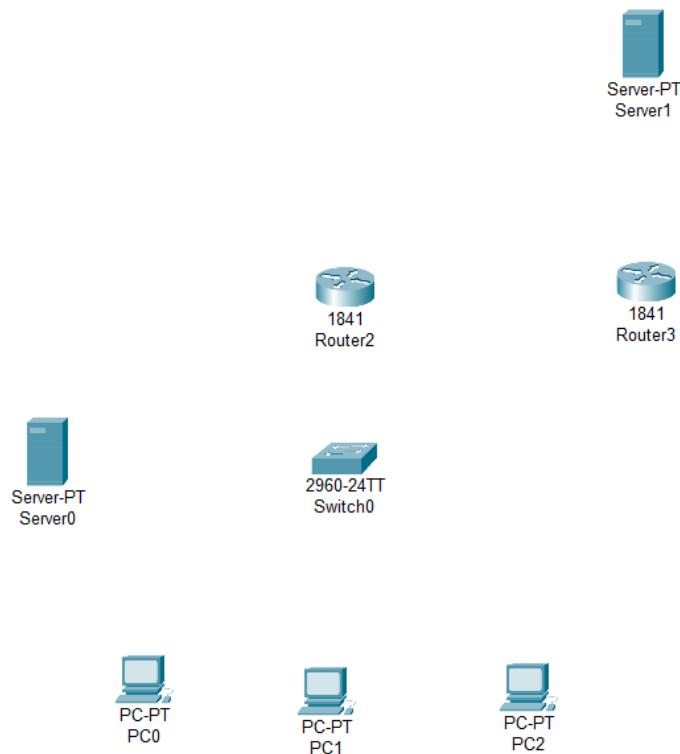 Server-PT
Server1
1841
Router2
1841
Router3
Server-PT
Server0
2960-24TT
Switch0
PC-PT
PC0
PC-PT
PC1
PC-PT
PC2